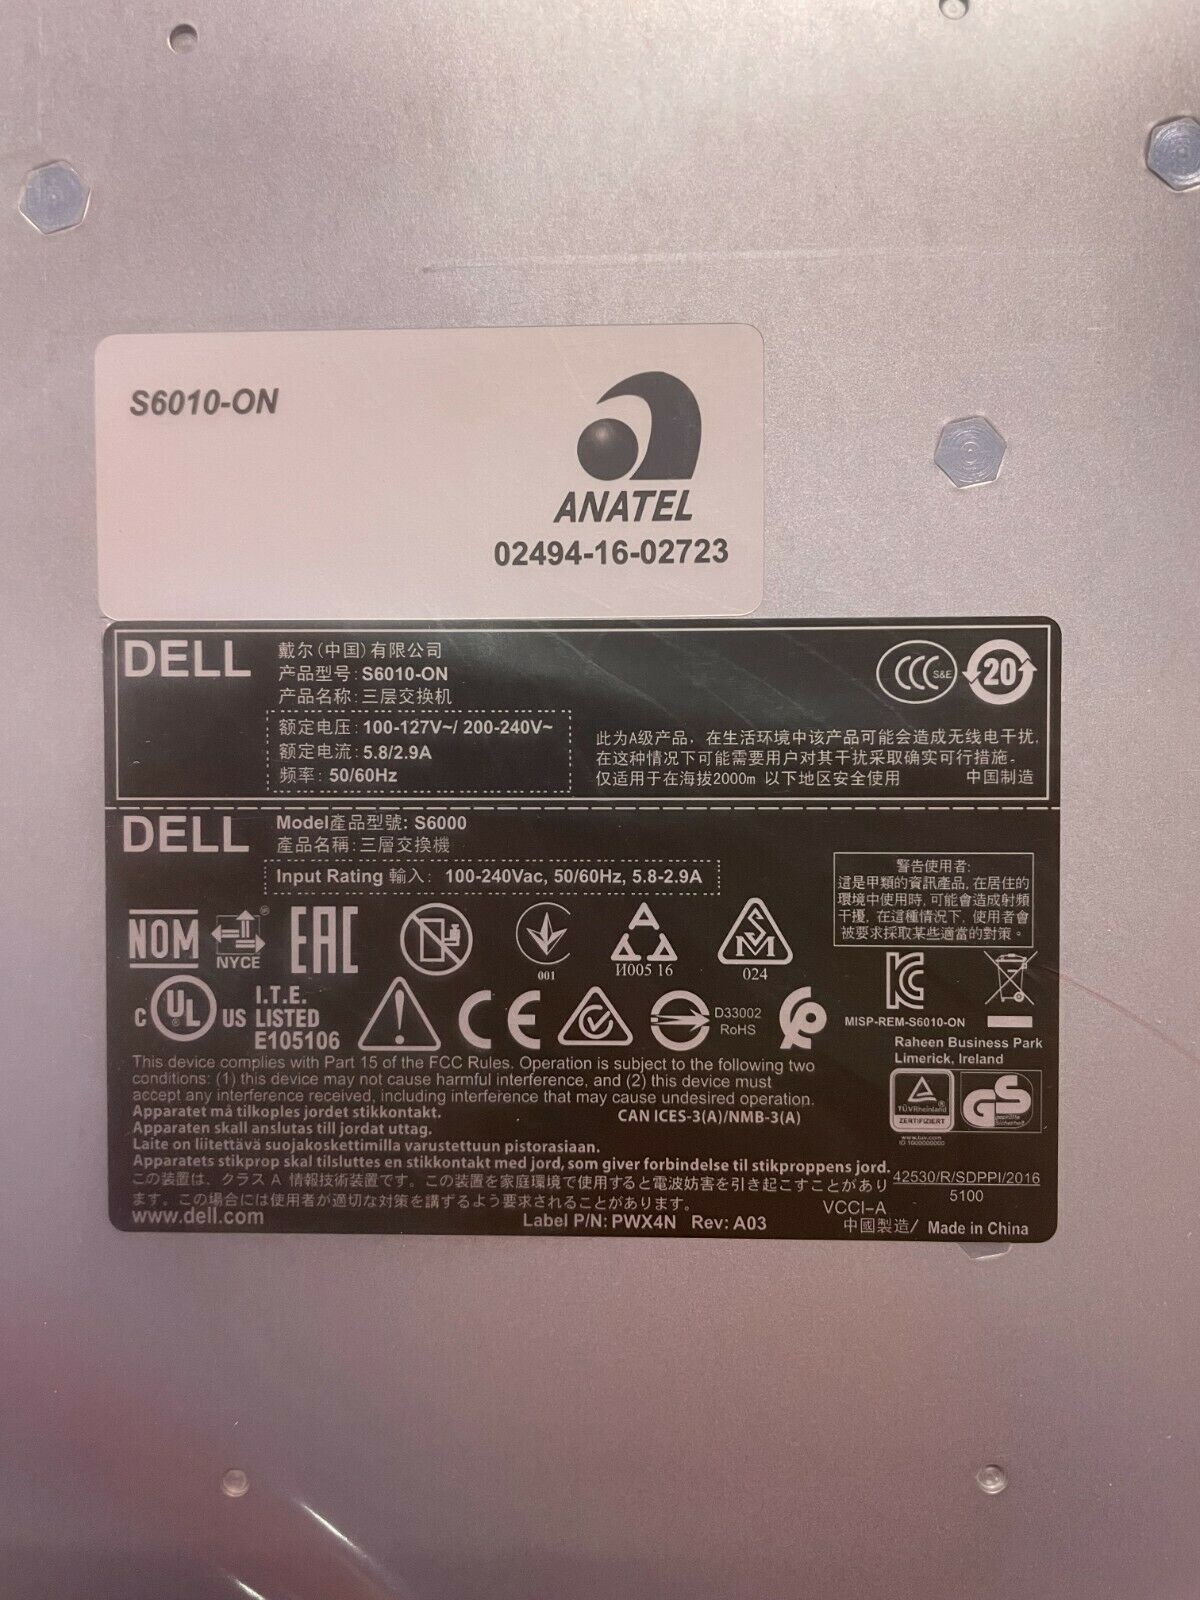 S6010-ON
ANATEL
02494-16-02723
DELL
戴尔(中国)有限公司
产品型号: S6010-ON
产品名称: 三层交换机
额定电压: 100-127V~/ 200-240V~
额定电流: 5.8/2.9A
频率: 50/60Hz
CCC S&E
20
此为A级产品，在生活环境中该产品可能会造成无线电干扰.
在这种情况下可能需要用户对其干扰采取确实可行措施。
仅适用于在海拔2000m 以下地区安全使用 中国制造
DELL
Model產品型號: S6000
產品名稱: 三層交換機
Input Rating 輸入: 100-240Vac, 50/60Hz, 5.8-2.9A
警告使用者:
這是甲類的資訊產品, 在居住的
環境中使用時, 可能會造成射頻
干擾, 在這種情況下, 使用者會
被要求採取某些適當的對策。
NOM
NYCE
EAC
001
И005 16
024
C UL US
I.T.E.
LISTED
E105106
CE
D33002
RoHS
MISP-REM-S6010-ON
Raheen Business Park
Limerick, Ireland
This device complies with Part 15 of the FCC Rules. Operation is subject to the following two
conditions: (1) this device may not cause harmful interference, and (2) this device must
accept any interference received, including interference that may cause undesired operation.
Apparatet må tilkoples jordet stikkontakt.
CAN ICES-3(A)/NMB-3(A)
Apparaten skall anslutas till jordat uttag.
Laite on liitettävä suojakoskettimilla varustettuun pistorasiaan.
Apparatets stikprop skal tilsluttes en stikkontakt med jord, som giver forbindelse til stikproppens jord.
TÜVRheinland
ZERTIFIZIERT
www.tuv.com
ID 1000000000
GS
geprüfte
Sicherheit
この装置は、クラス A 情報技術装置です。この装置を家庭環境で使用すると電波妨害を引き起こすことがあり
ます。この場合には使用者が適切な対策を講ずるよう要求されることがあります。
VCCI-A
42530/R/SDPPI/2016
5100
www.dell.com
Label P/N: PWX4N Rev: A03
中國製造/ Made in China